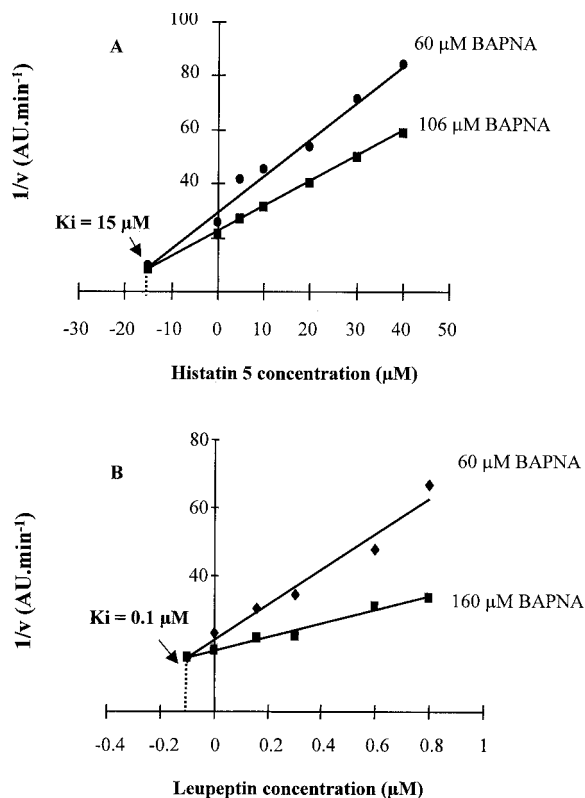 A
100
80
60
40
1/v (AU.min-1)
60 µM BAPNA
106 µM BAPNA
Ki = 15 µM
-30 -20 -10 0 10 20 30 40 50
Histatin 5 concentration (µM)
B
80
60
40
1/v (AU.min-1)
60 µM BAPNA
160 µM BAPNA
Ki = 0.1 µM
-0.4 -0.2 0 0.2 0.4 0.6 0.8 1
Leupeptin concentration (µM)